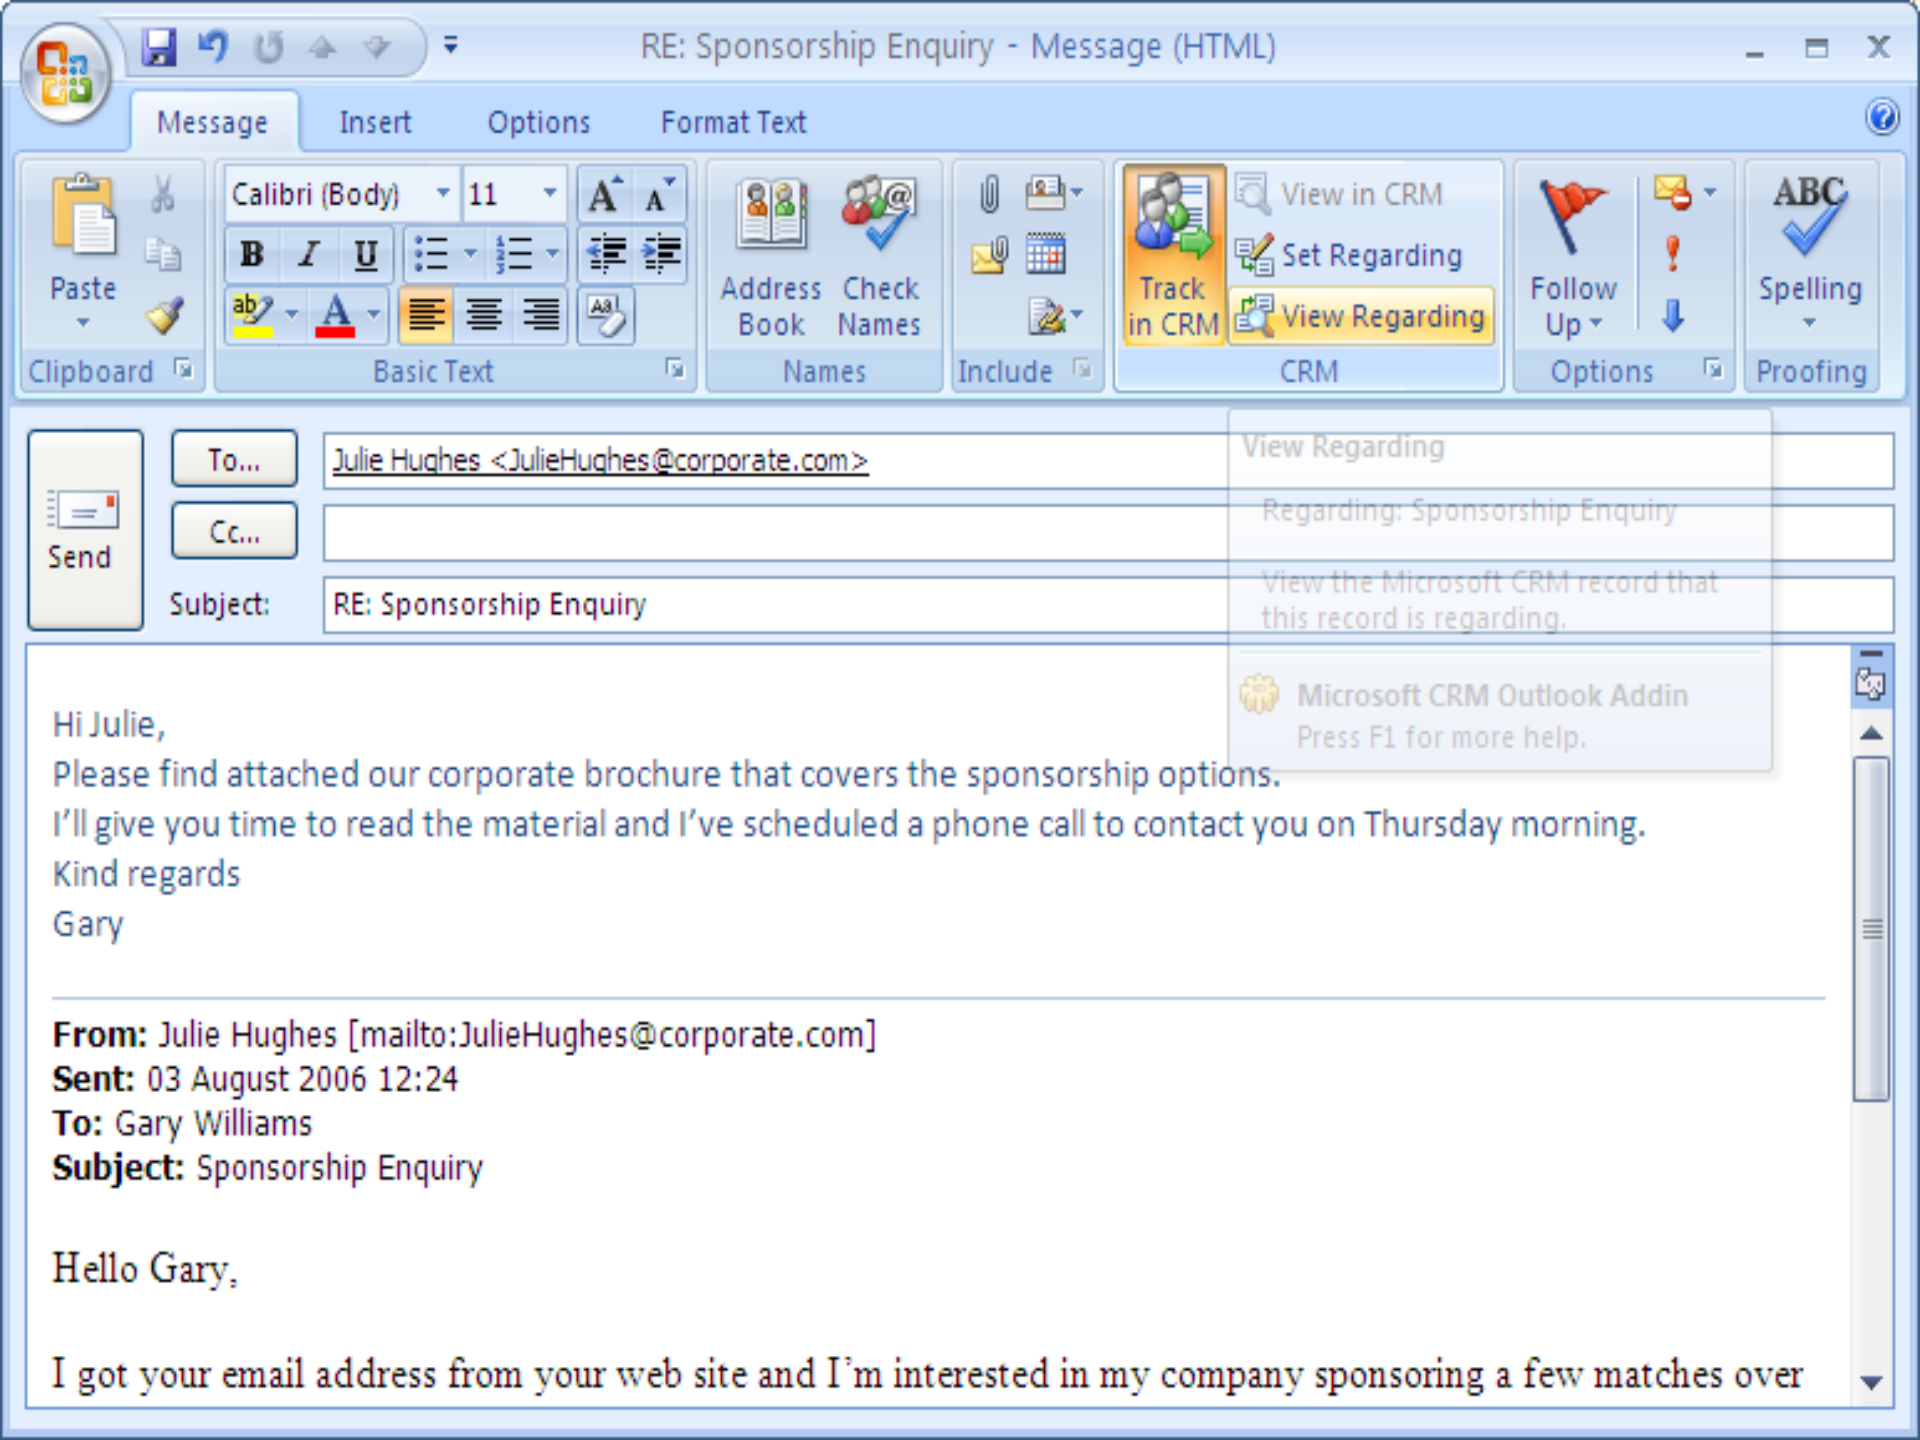 RE: Sponsorship Enquiry - Message (HTML)
Message Insert Options Format Text
Calibri (Body) 11 A A
B I U
ab A Aa
Paste
Clipboard
Basic Text
Address Book
Check Names
Names
Include
Track in CRM
View in CRM
Set Regarding
View Regarding
CRM
Follow Up
Options
ABC
Spelling
Proofing
Send
To...
Julie Hughes <JulieHughes@corporate.com>
Cc...
Subject:
RE: Sponsorship Enquiry
View Regarding
Regarding: Sponsorship Enquiry
View the Microsoft CRM record that
this record is regarding.
Microsoft CRM Outlook Addin
Press F1 for more help.
Hi Julie,
Please find attached our corporate brochure that covers the sponsorship options.
I’ll give you time to read the material and I’ve scheduled a phone call to contact you on Thursday morning.
Kind regards
Gary
From: Julie Hughes [mailto:JulieHughes@corporate.com]
Sent: 03 August 2006 12:24
To: Gary Williams
Subject: Sponsorship Enquiry
Hello Gary,
I got your email address from your web site and I’m interested in my company sponsoring a few matches over